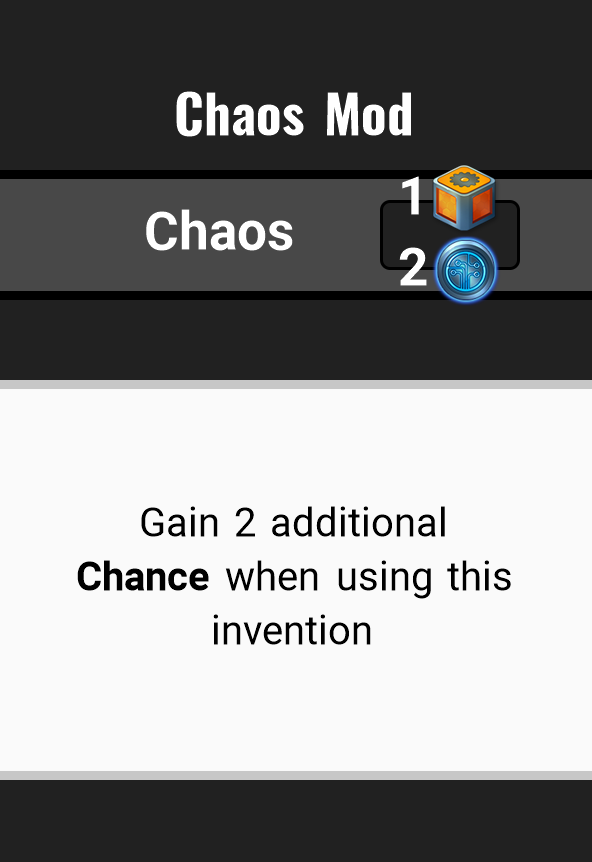 Chaos Mod
Chaos
1
2
Gain 2 additional
Chance when using this
invention